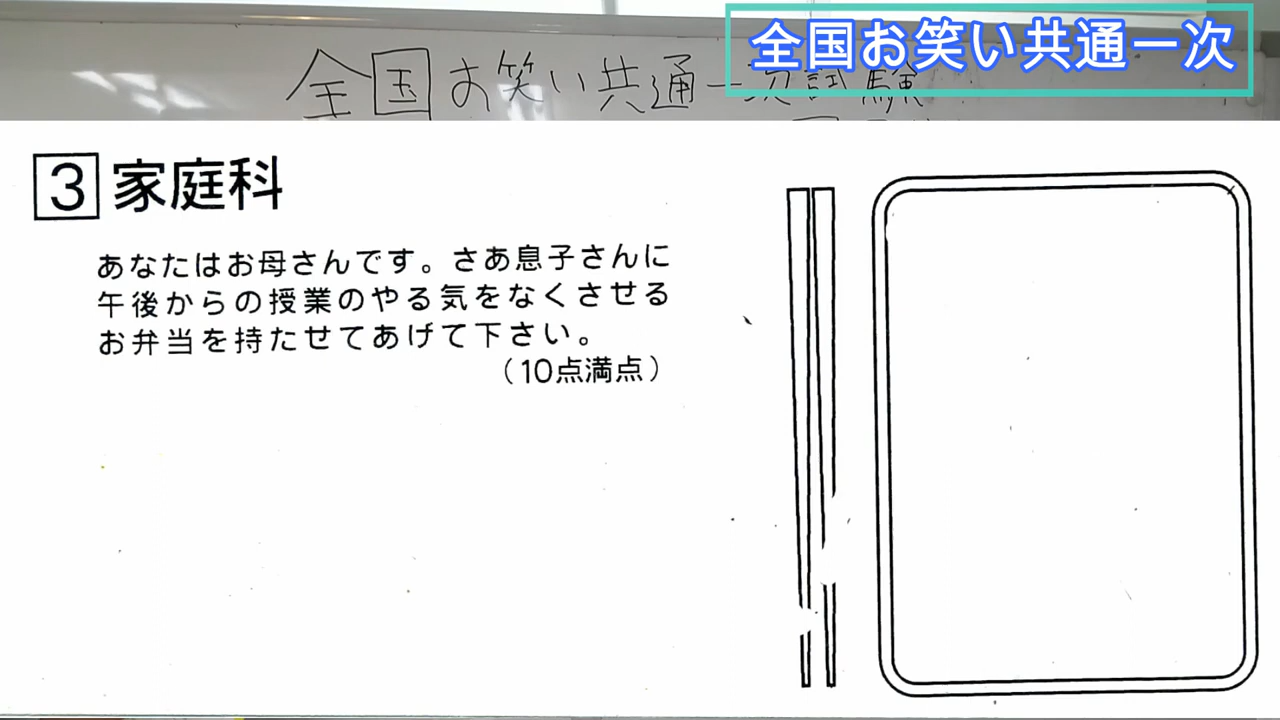 全国お笑い共通一次試験
全国お笑い共通一次
3 家庭科
あなたはお母さんです。さあ息子さんに
午後からの授業のやる気をなくさせる
お弁当を持たせてあげて下さい。
(10点満点)